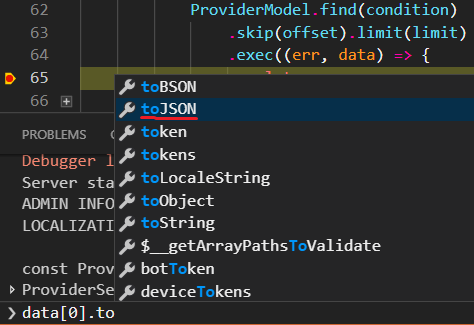 62 ProviderModel.find(condition)
63 .skip(offset).limit(limit)
64 .exec((err, data) => {
65
66
toBSON
toJSON
token
tokens
toLocaleString
toObject
toString
$__getArrayPathsToValidate
botToken
deviceTokens
PROBLEMS
Debugger l
Server sta
ADMIN INFO
LOCALIZATI
const Prov
ProviderSe
data[0].to